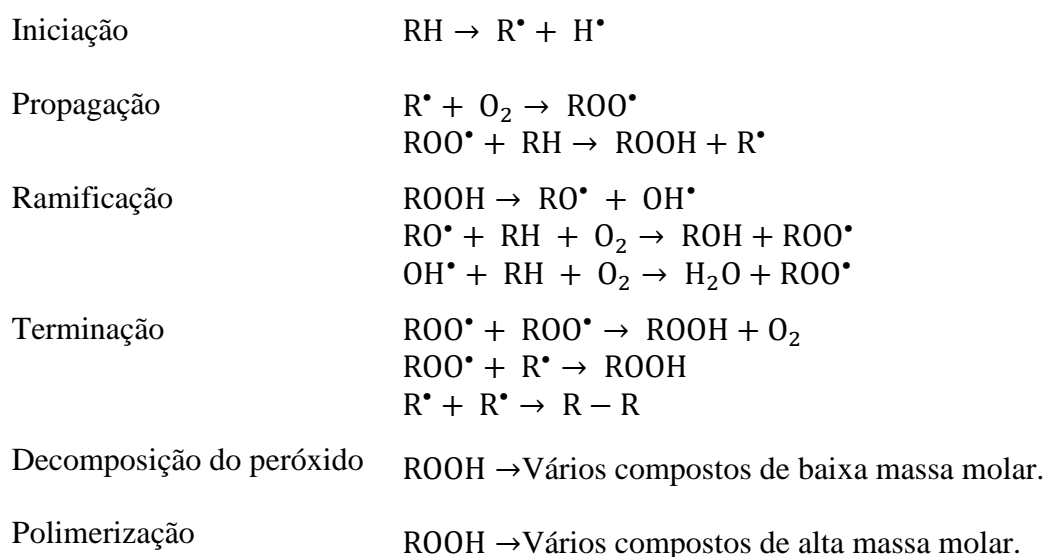 Iniciação RH → R• + H•
Propagação R• + O₂ → ROO•
ROO• + RH → ROOH + R•
Ramificação ROOH → RO• + OH•
RO• + RH + O₂ → ROH + ROO•
OH• + RH + O₂ → H₂O + ROO•
Terminação ROO• + ROO• → ROOH + O₂
ROO• + R• → ROOH
R• + R• → R − R
Decomposição do peróxido ROOH →Vários compostos de baixa massa molar.
Polimerização ROOH →Vários compostos de alta massa molar.